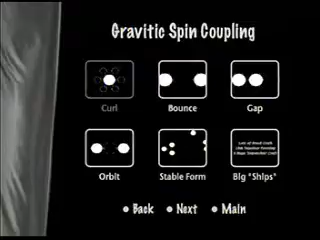 Gravitic Spin Coupling
Curl
Bounce
Gap
Orbit
Stable Form
Big "Ships"
Back
Next
Main